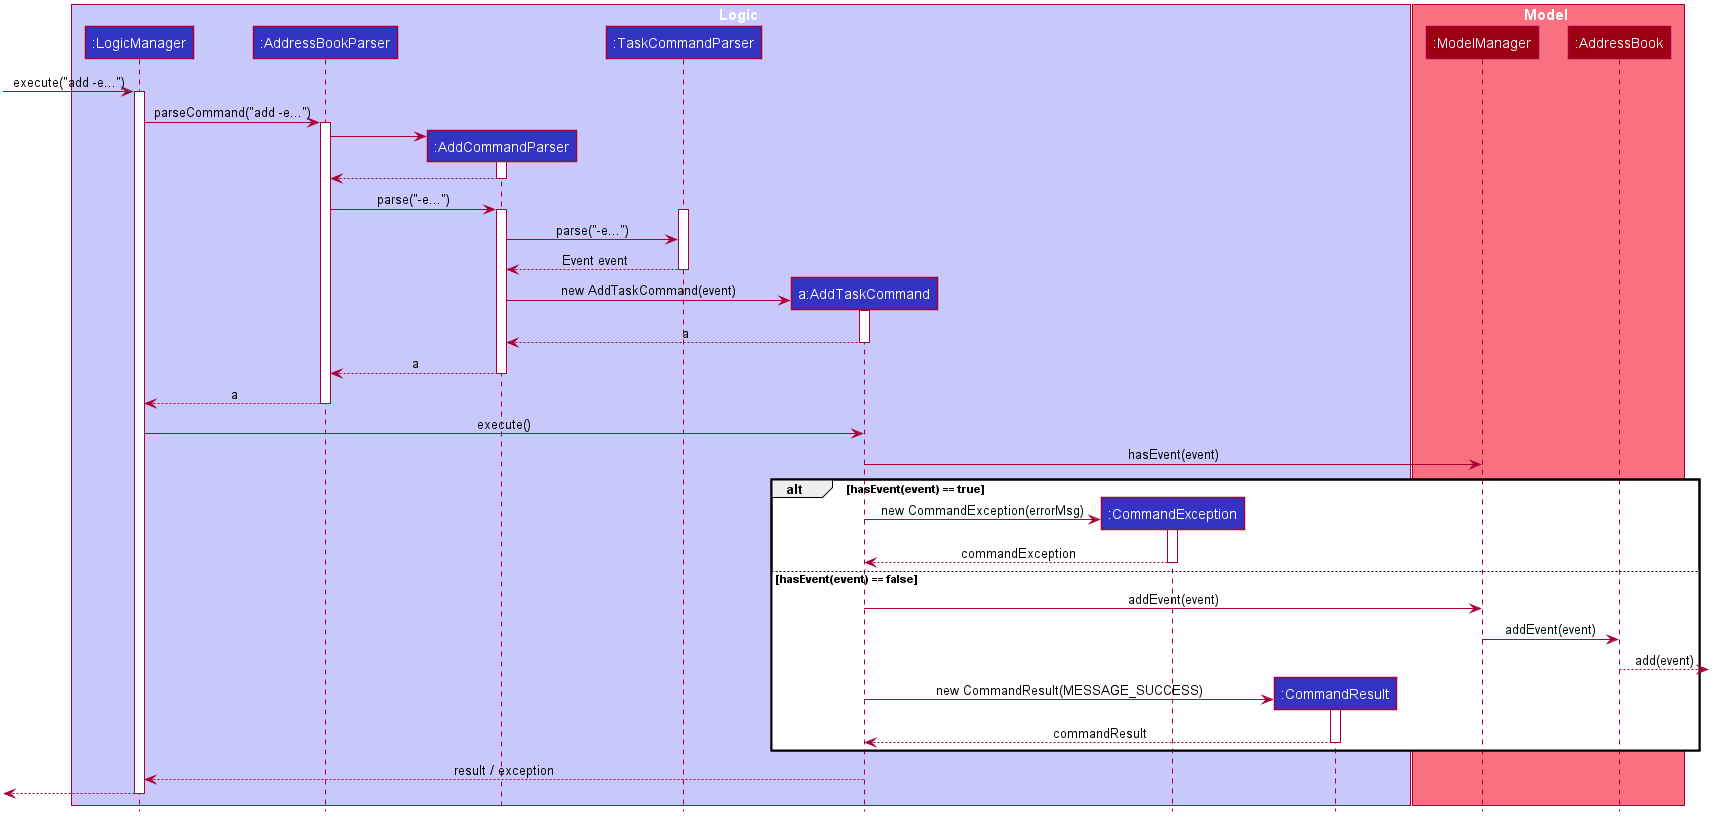 Logic
Model
:LogicManager
:AddressBookParser
:TaskCommandParser
:ModelManager
:AddressBook
execute("add -e...")
parseCommand("add -e...")
:AddCommandParser
parse("-e...")
parse("-e...")
Event event
new AddTaskCommand(event)
a:AddTaskCommand
a
a
a
execute()
hasEvent(event)
alt
[hasEvent(event) == true]
new CommandException(errorMsg)
:CommandException
commandException
[hasEvent(event) == false]
addEvent(event)
addEvent(event)
add(event)
new CommandResult(MESSAGE_SUCCESS)
:CommandResult
commandResult
result / exception